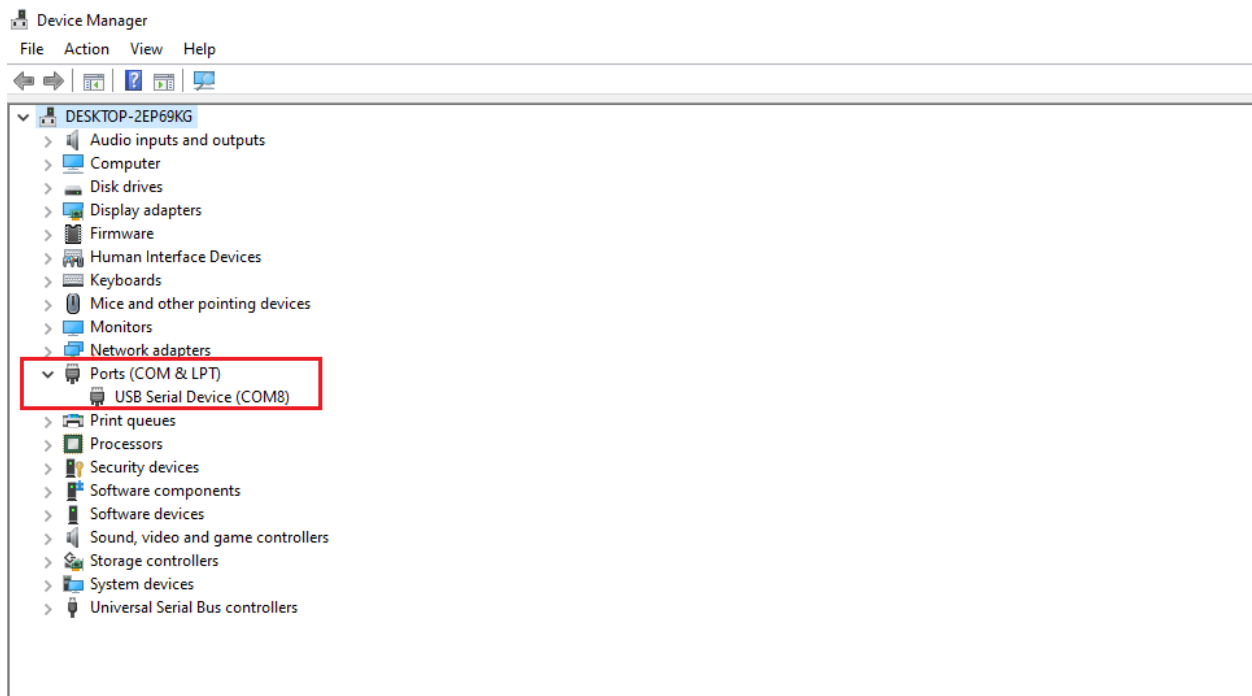 Device Manager
File Action View Help
DESKTOP-2EP69KG
Audio inputs and outputs
Computer
Disk drives
Display adapters
Firmware
Human Interface Devices
Keyboards
Mice and other pointing devices
Monitors
Network adapters
Ports (COM & LPT)
USB Serial Device (COM8)
Print queues
Processors
Security devices
Software components
Software devices
Sound, video and game controllers
Storage controllers
System devices
Universal Serial Bus controllers